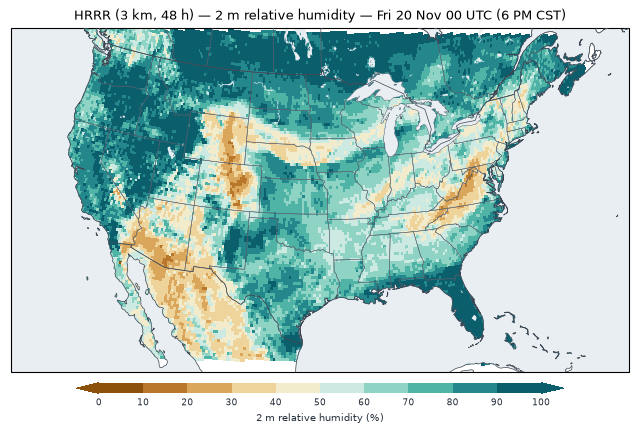 HRRR (3 km, 48 h) — 2 m relative humidity — Fri 20 Nov 00 UTC (6 PM CST)
0 10 20 30 40 50 60 70 80 90 100
2 m relative humidity (%)